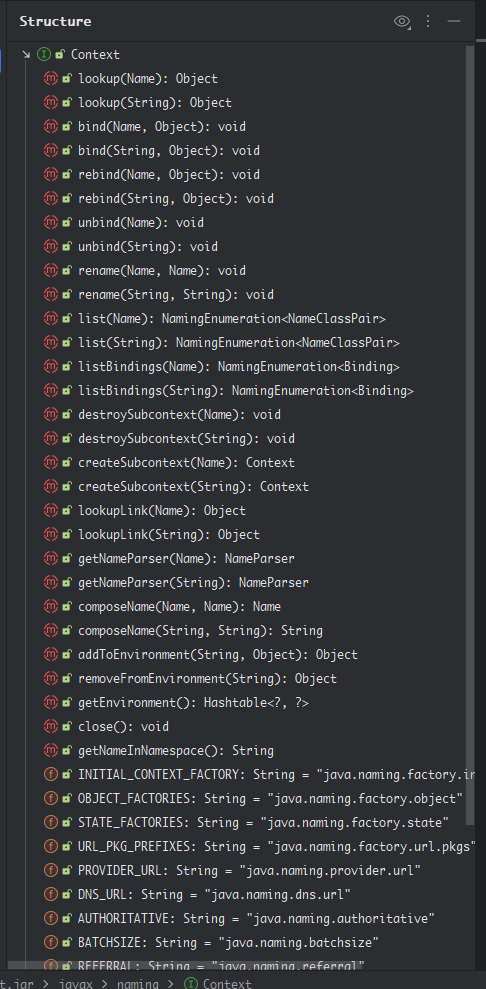 Structure
Context
lookup(Name): Object
lookup(String): Object
bind(Name, Object): void
bind(String, Object): void
rebind(Name, Object): void
rebind(String, Object): void
unbind(Name): void
unbind(String): void
rename(Name, Name): void
rename(String, String): void
list(Name): NamingEnumeration<NameClassPair>
list(String): NamingEnumeration<NameClassPair>
listBindings(Name): NamingEnumeration<Binding>
listBindings(String): NamingEnumeration<Binding>
destroySubcontext(Name): void
destroySubcontext(String): void
createSubcontext(Name): Context
createSubcontext(String): Context
lookupLink(Name): Object
lookupLink(String): Object
getNameParser(Name): NameParser
getNameParser(String): NameParser
composeName(Name, Name): Name
composeName(String, String): String
addToEnvironment(String, Object): Object
removeFromEnvironment(String): Object
getEnvironment(): Hashtable<?, ?>
close(): void
getNameInNamespace(): String
INITIAL_CONTEXT_FACTORY: String = "java.naming.factory.in
OBJECT_FACTORIES: String = "java.naming.factory.object"
STATE_FACTORIES: String = "java.naming.factory.state"
URL_PKG_PREFIXES: String = "java.naming.factory.url.pkgs"
PROVIDER_URL: String = "java.naming.provider.url"
DNS_URL: String = "java.naming.dns.url"
AUTHORITATIVE: String = "java.naming.authoritative"
BATCHSIZE: String = "java.naming.batchsize"
REFERRAL: String = "java.naming.referral"
t.jar > javax > naming > Context